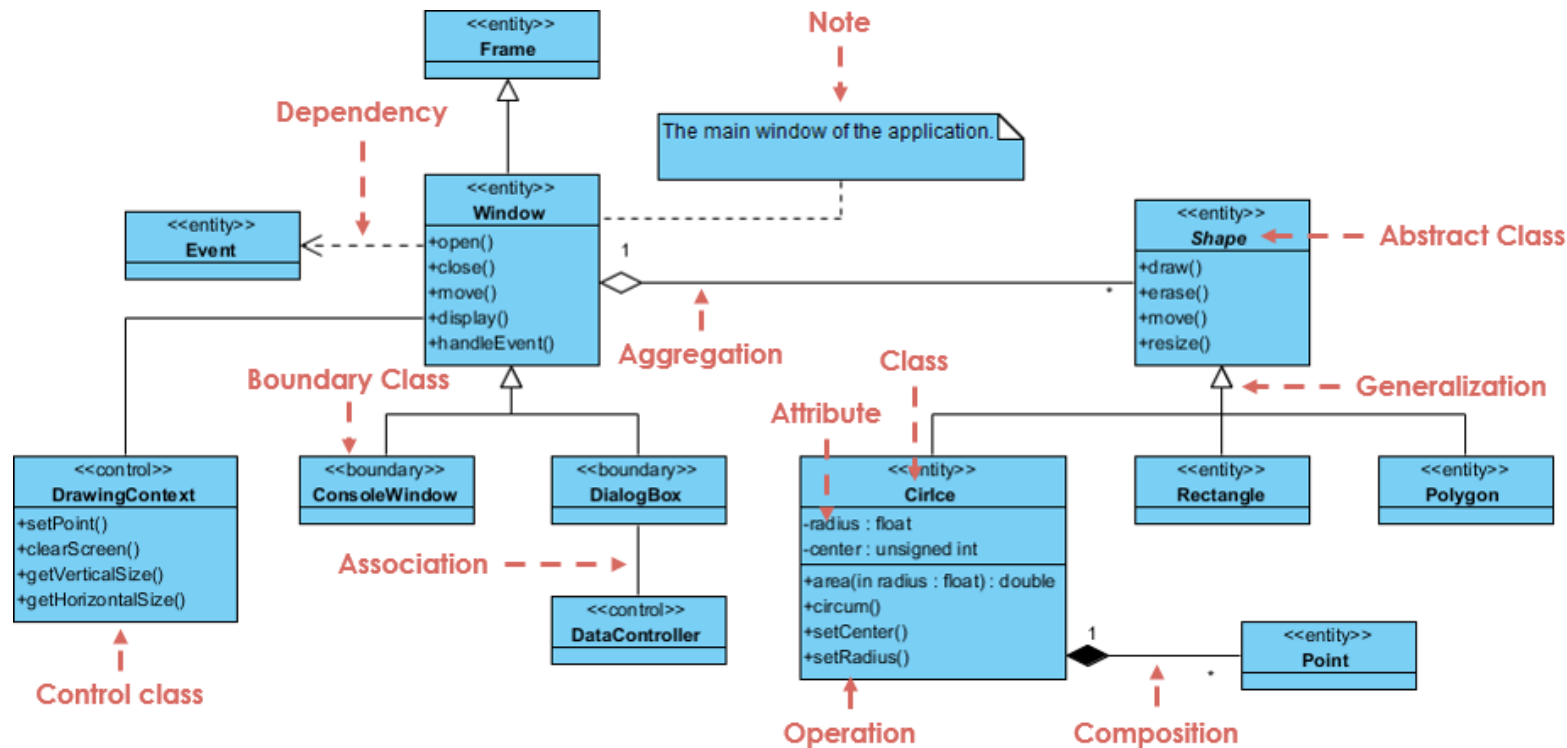 <<entity>>
Frame
Note
Dependency
The main window of the application.
<<entity>>
Window
+open()
+close()
+move()
+display()
+handleEvent()
<<entity>>
Event
1
*
Aggregation
<<entity>>
Shape
+draw()
+erase()
+move()
+resize()
Abstract Class
Boundary Class
Class
Attribute
Generalization
<<control>>
DrawingContext
+setPoint()
+clearScreen()
+getVerticalSize()
+getHorizontalSize()
<<boundary>>
ConsoleWindow
<<boundary>>
DialogBox
Association
<<control>>
DataController
<<entity>>
Cirlce
-radius : float
-center : unsigned int
+area(in radius : float) : double
+circum()
+setCenter()
+setRadius()
<<entity>>
Rectangle
<<entity>>
Polygon
1
*
<<entity>>
Point
Control class
Operation
Composition